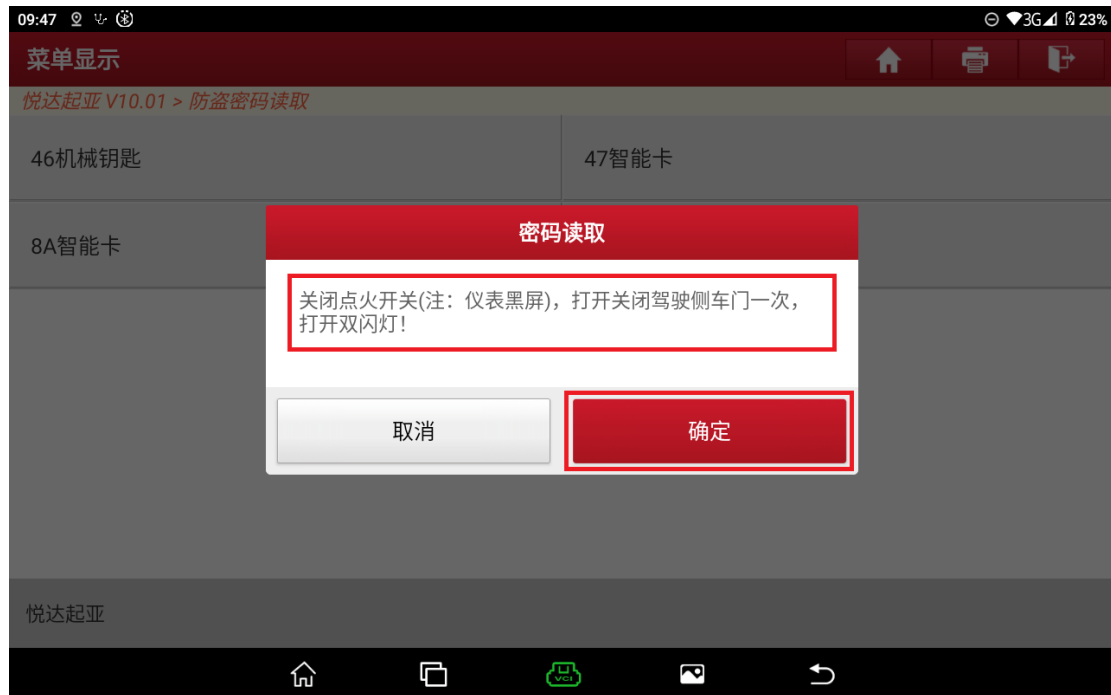 09:47 3G 23%
菜单显示
悦达起亚 V10.01 > 防盗密码读取
46机械钥匙 47智能卡
8A智能卡
密码读取
关闭点火开关(注：仪表黑屏)，打开关闭驾驶侧车门一次，
打开双闪灯！
取消 确定
悦达起亚
VCI